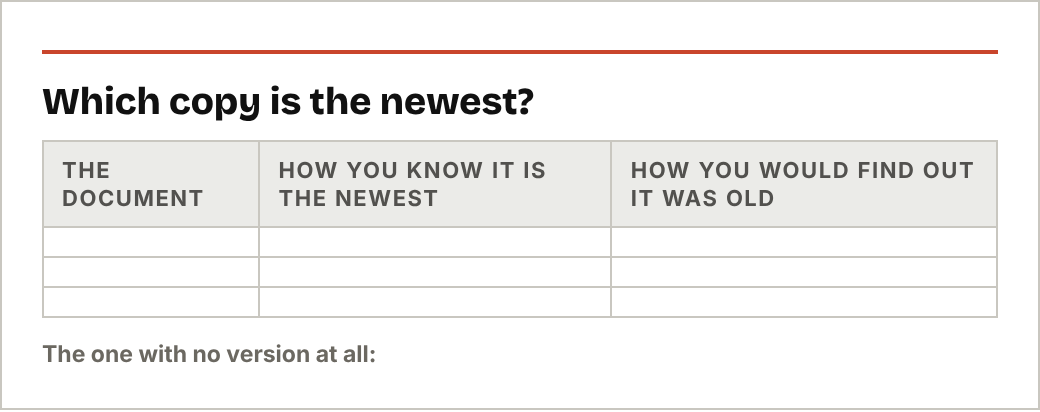 Which copy is the newest?
THE DOCUMENT
HOW YOU KNOW IT IS THE NEWEST
HOW YOU WOULD FIND OUT IT WAS OLD
The one with no version at all: